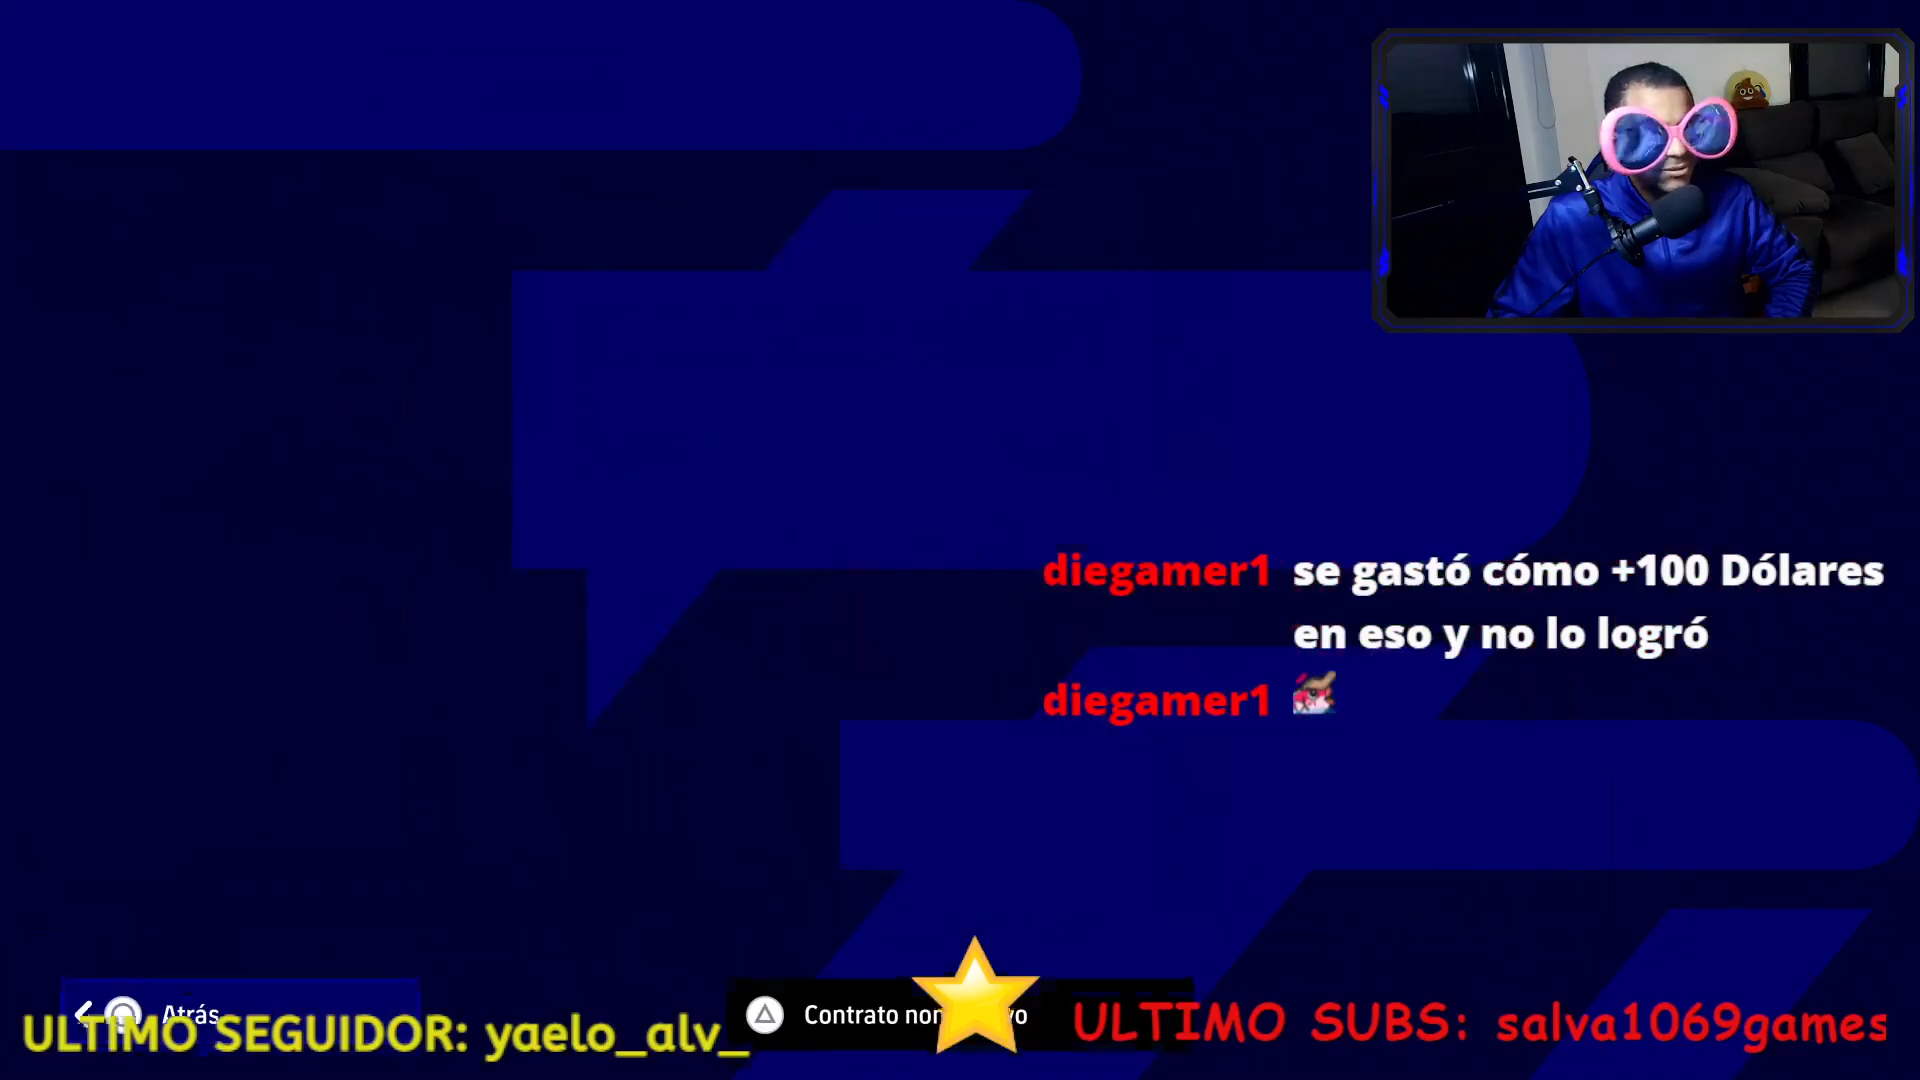 diegamer1 se gastó cómo +100 Dólares
en eso y no lo logró
diegamer1
Atrás
Contrato
ULTIMO SEGUIDOR: yaelo_alv_
ULTIMO SUBS: salva1069games